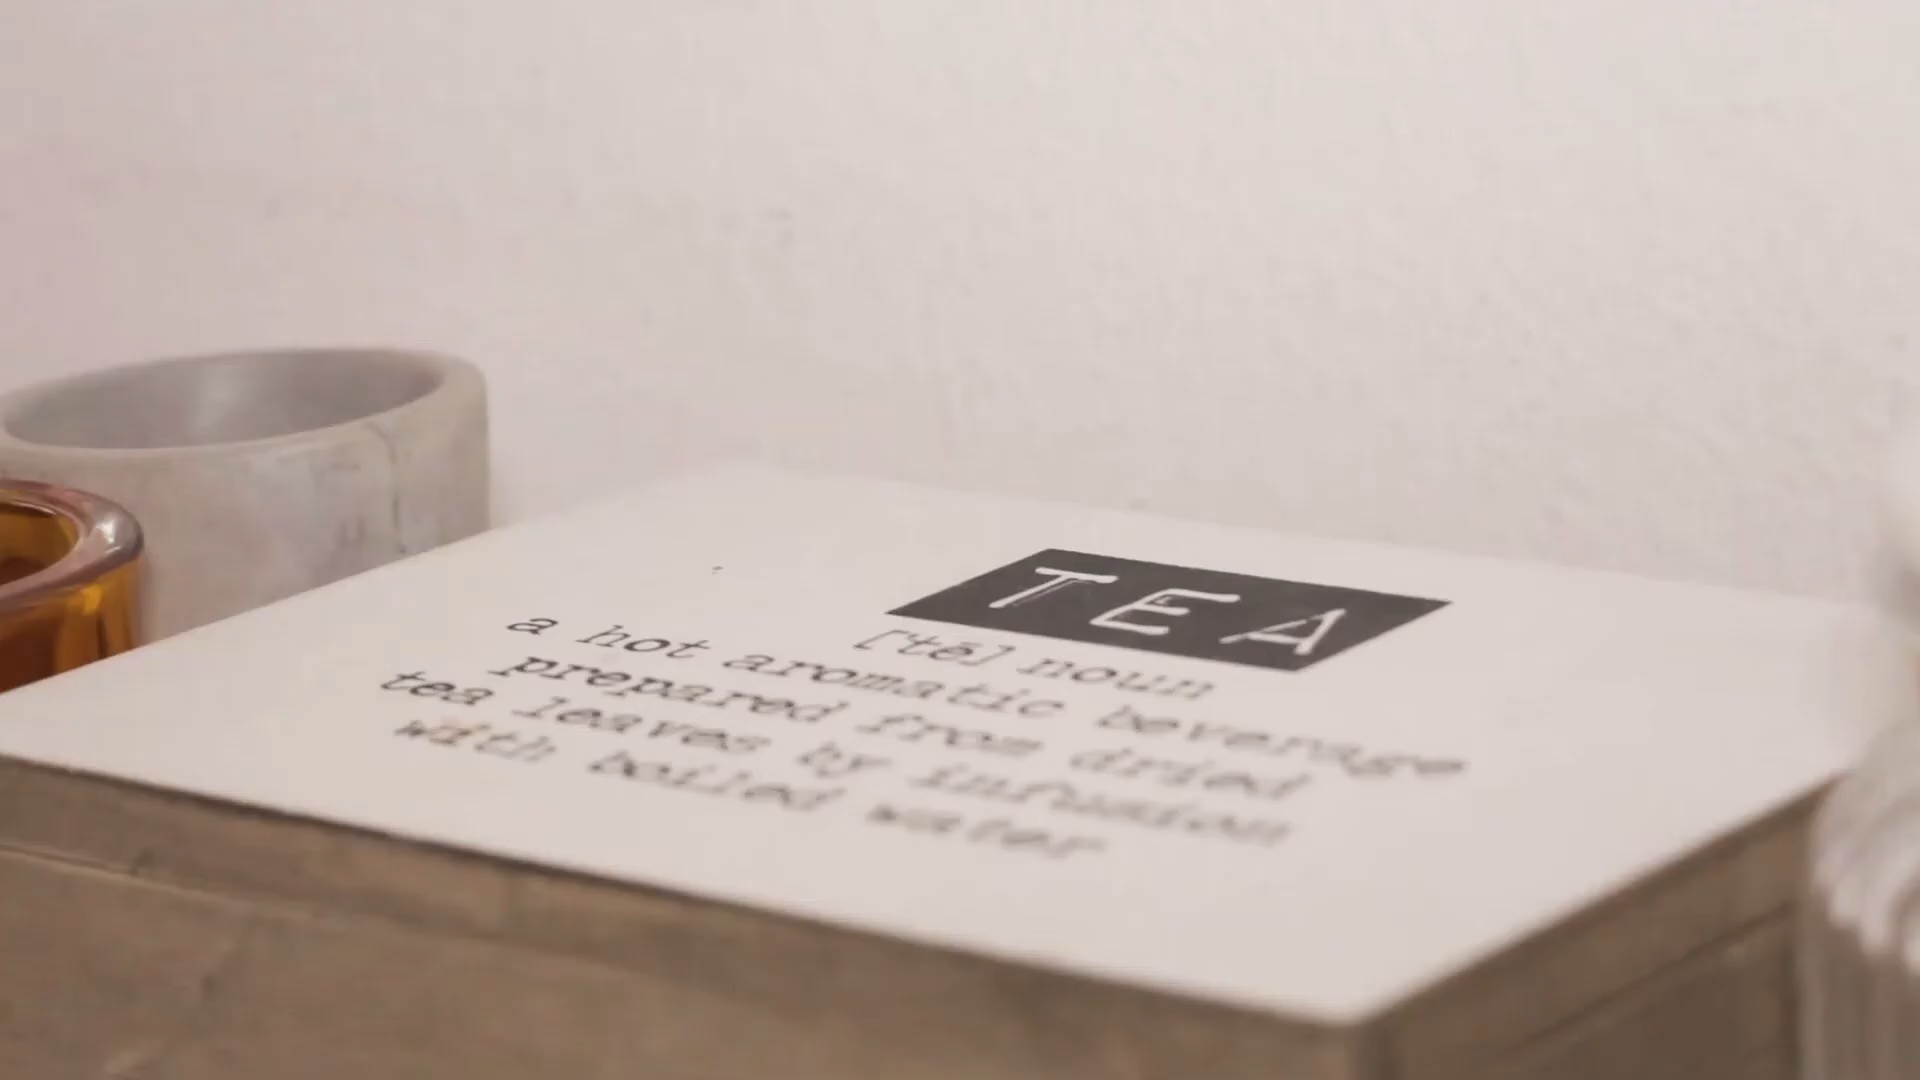 TEA
['tē] noun
a hot aromatic beverage
prepared from dried
tea leaves by infusion
with boiled water